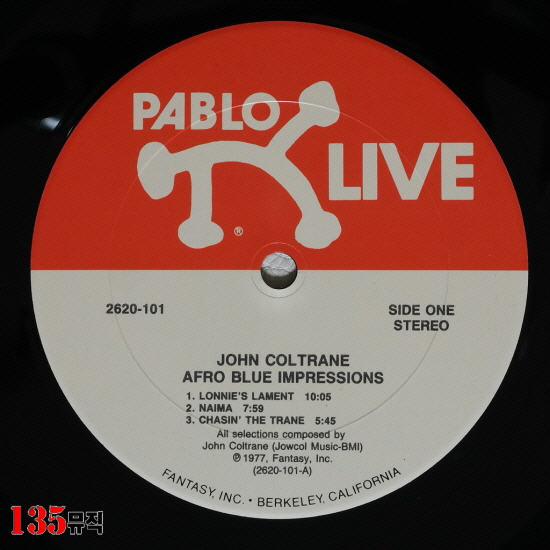 PABLO
LIVE
®
2620-101
SIDE ONE
STEREO
JOHN COLTRANE
AFRO BLUE IMPRESSIONS
1. LONNIE'S LAMENT 10:05
2. NAIMA 7:59
3. CHASIN' THE TRANE 5:45
All selections composed by
John Coltrane (Jowcol Music-BMI)
℗ 1977, Fantasy, Inc.
(2620-101-A)
FANTASY, INC. • BERKELEY, CALIFORNIA
135뮤직